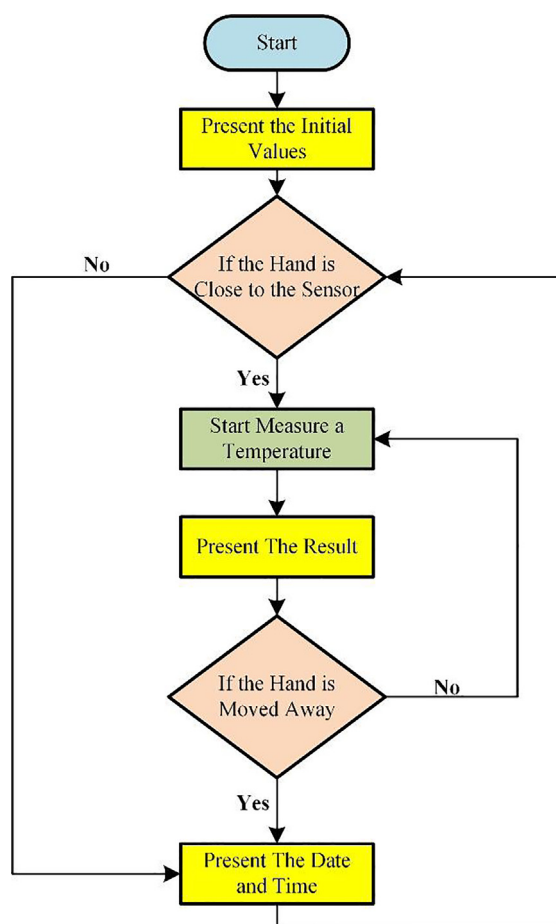 Start
Present the Initial
Values
No
If the Hand is
Close to the Sensor
Yes
Start Measure a
Temperature
Present The Result
If the Hand is
Moved Away
No
Yes
Present The Date
and Time